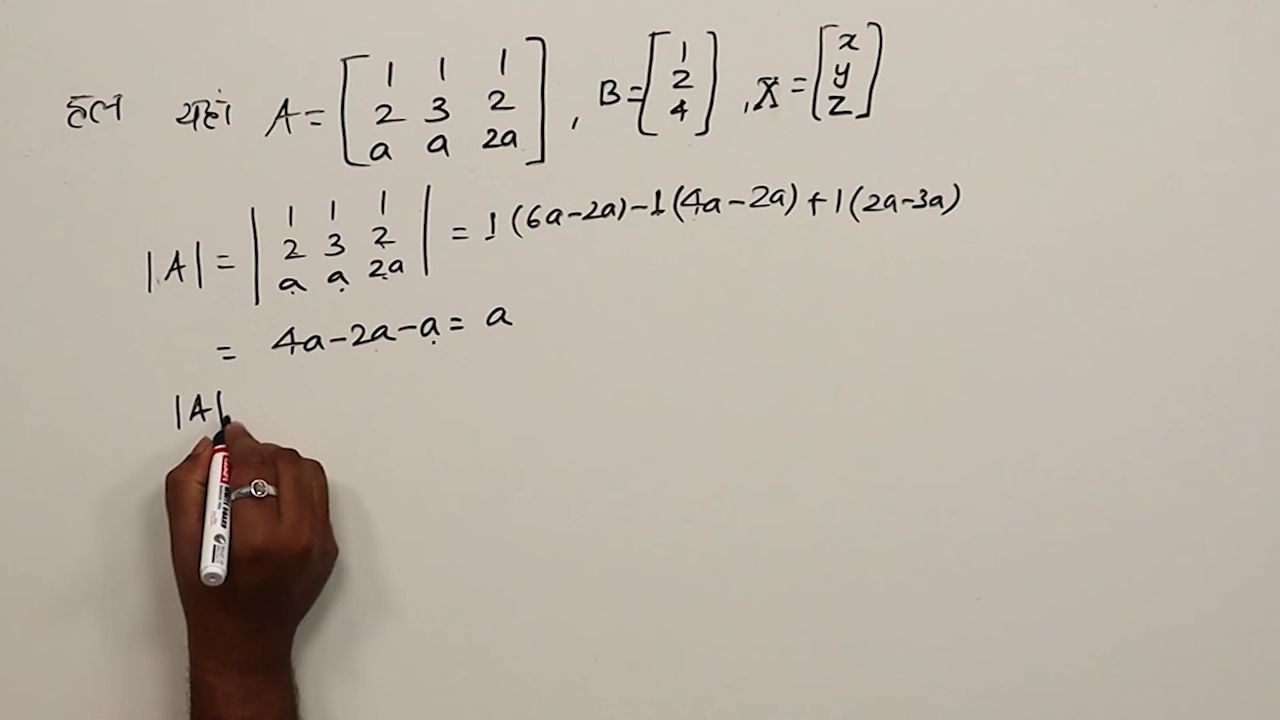 हल यहां A = [1 1 1; 2 3 2; a a 2a], B = [1; 2; 4], X = [x; y; z]
|A| = |1 1 1; 2 3 2; a a 2a| = 1(6a-2a)-1(4a-2a)+1(2a-3a)
= 4a-2a-a = a
|A|